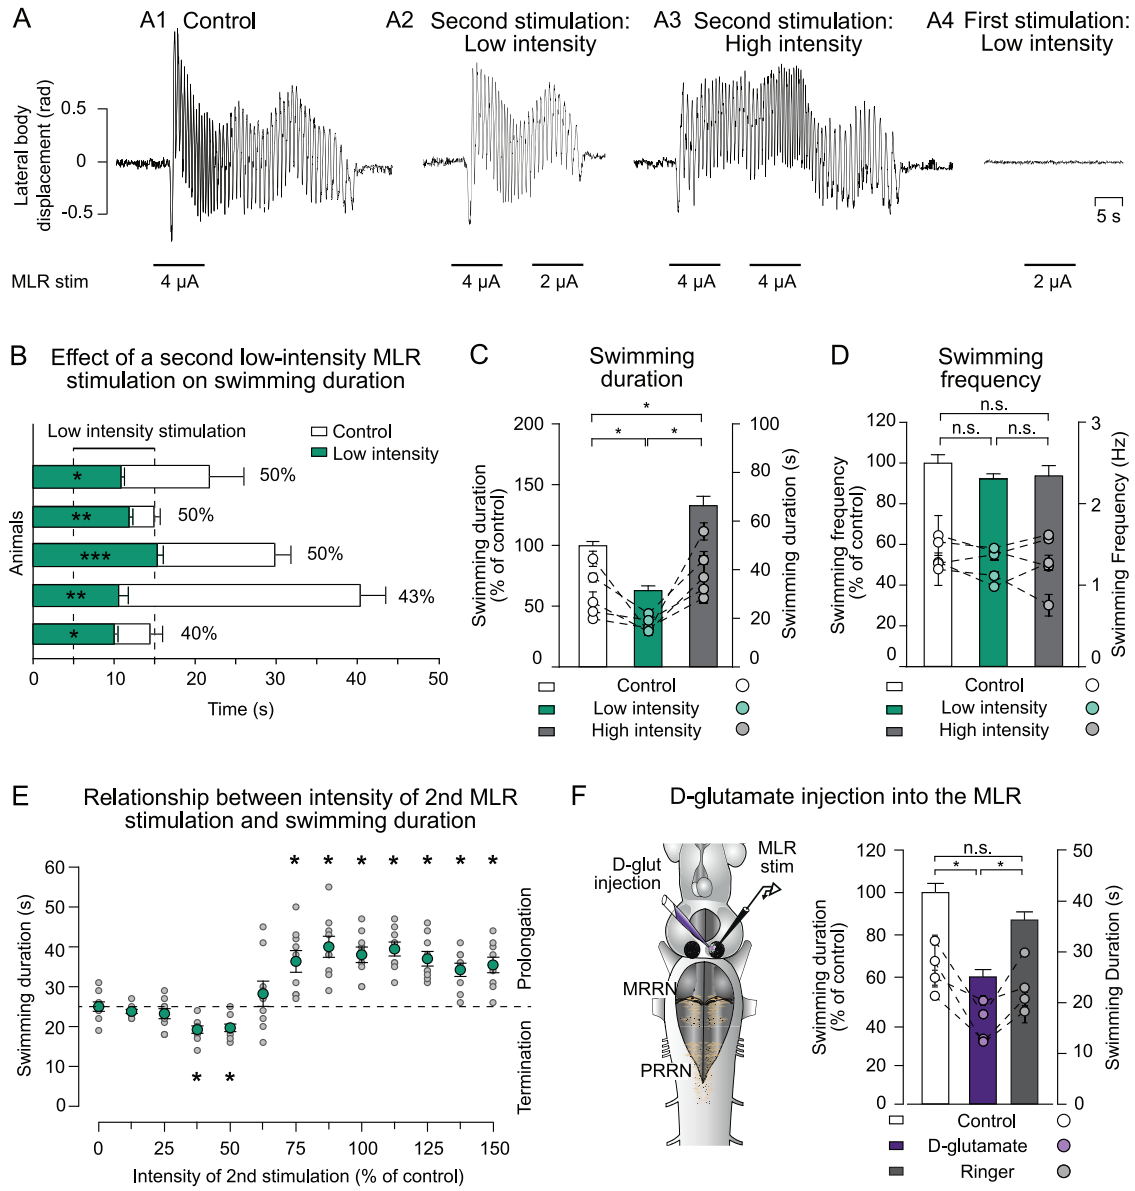 A
A1 Control
A2 Second stimulation:
Low intensity
A3 Second stimulation:
High intensity
A4 First stimulation:
Low intensity
Lateral body
displacement (rad)
0.5
0
-0.5
5 s
MLR stim
4 µA
4 µA
2 µA
4 µA
4 µA
2 µA
B Effect of a second low-intensity MLR
stimulation on swimming duration
Low intensity stimulation
Control
Low intensity
Animals
* 50%
** 50%
*** 50%
** 43%
* 40%
0 10 20 30 40 50
Time (s)
C Swimming
duration
*
* *
Swimming duration
(% of control)
200
150
100
50
0
Swimming duration (s)
100
80
60
40
20
0
Control
Low intensity
High intensity
D Swimming
frequency
n.s.
n.s. n.s.
Swimming frequency
(% of control)
120
100
80
60
40
20
0
Swimming Frequency (Hz)
3
2
1
0
Control
Low intensity
High intensity
E Relationship between intensity of 2nd MLR
stimulation and swimming duration
Swimming duration (s)
60
50
40
30
20
10
0
* * * * * * *
* *
Prolongation
Termination
0 25 50 75 100 125 150
Intensity of 2nd stimulation (% of control)
F D-glutamate injection into the MLR
D-glut
injection
MLR
stim
MRRN
PRRN
n.s.
* *
Swimming duration
(% of control)
120
100
80
60
40
20
0
Swimming Duration (s)
50
40
30
20
10
0
Control
D-glutamate
Ringer